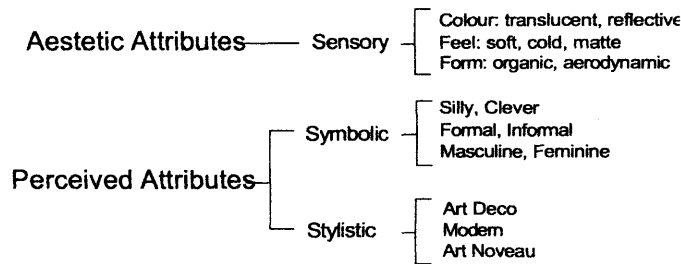 Aestetic Attributes
Sensory
Colour: translucent, reflective
Feel: soft, cold, matte
Form: organic, aerodynamic
Perceived Attributes
Symbolic
Silly, Clever
Formal, Informal
Masculine, Feminine
Stylistic
Art Deco
Modern
Art Noveau